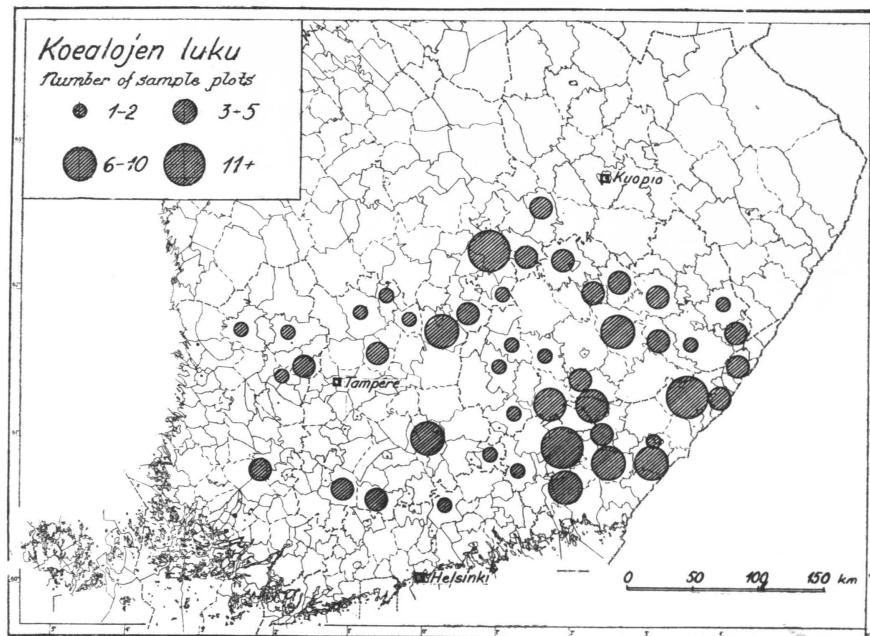 Koealojen luku
Number of sample plots
1-2
3-5
6-10
11+
Kuopio
Tampere
Helsinki
0 50 100 150 km